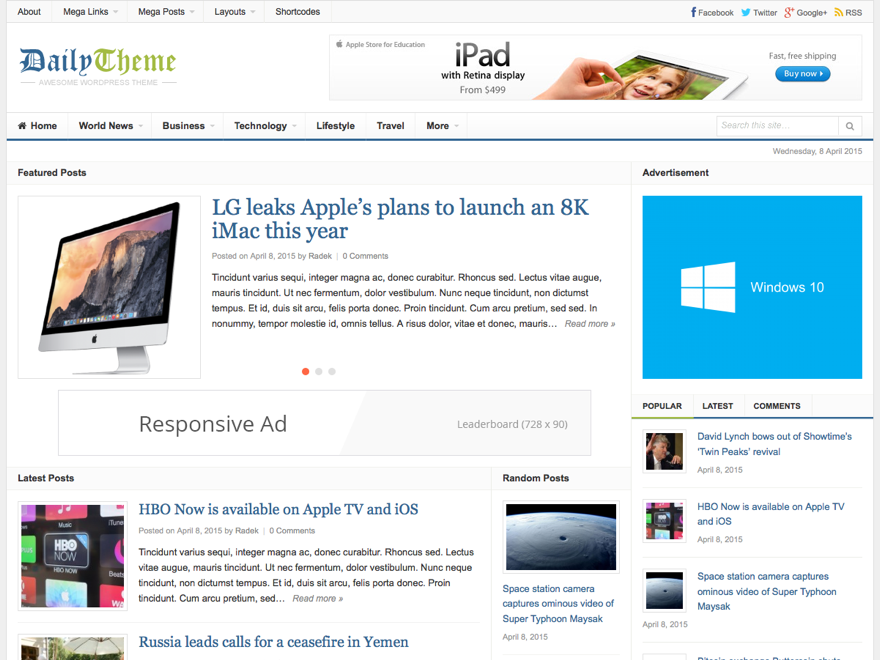 About
Mega Links
Mega Posts
Layouts
Shortcodes
Facebook
Twitter
Google+
RSS
DailyTheme
AWESOME WORDPRESS THEME
Apple Store for Education
iPad
with Retina display
From $499
Fast, free shipping
Buy now
Home
World News
Business
Technology
Lifestyle
Travel
More
Search this site...
Wednesday, 8 April 2015
Featured Posts
LG leaks Apple's plans to launch an 8K
iMac this year
Posted on April 8, 2015 by Radek | 0 Comments
Tincidunt varius sequi, integer magna ac, donec curabitur. Rhoncus sed. Lectus vitae augue,
mauris tincidunt. Ut nec fermentum, dolor vestibulum. Nunc neque tincidunt, non dictumst
tempus. Et id, duis sit arcu, felis porta donec. Proin tincidunt. Cum arcu pretium, sed sed. In
nonummy, tempor molestie id, omnis tellus. A risus dolor, vitae et donec, mauris… Read more »
Responsive Ad
Leaderboard (728 x 90)
Latest Posts
HBO Now is available on Apple TV and iOS
Posted on April 8, 2015 by Radek | 0 Comments
Tincidunt varius sequi, integer magna ac, donec curabitur. Rhoncus sed. Lectus
vitae augue, mauris tincidunt. Ut nec fermentum, dolor vestibulum. Nunc neque
tincidunt, non dictumst tempus. Et id, duis sit arcu, felis porta donec. Proin
tincidunt. Cum arcu pretium, sed… Read more »
Music
iTune
HBO
NOW
HBO NOW
Beats
Russia leads calls for a ceasefire in Yemen
Random Posts
Space station camera
captures ominous video of
Super Typhoon Maysak
April 8, 2015
Advertisement
Windows 10
POPULAR
LATEST
COMMENTS
David Lynch bows out of Showtime's
'Twin Peaks' revival
April 8, 2015
HBO Now is available on Apple TV
and iOS
April 8, 2015
Space station camera captures
ominous video of Super Typhoon
Maysak
April 8, 2015